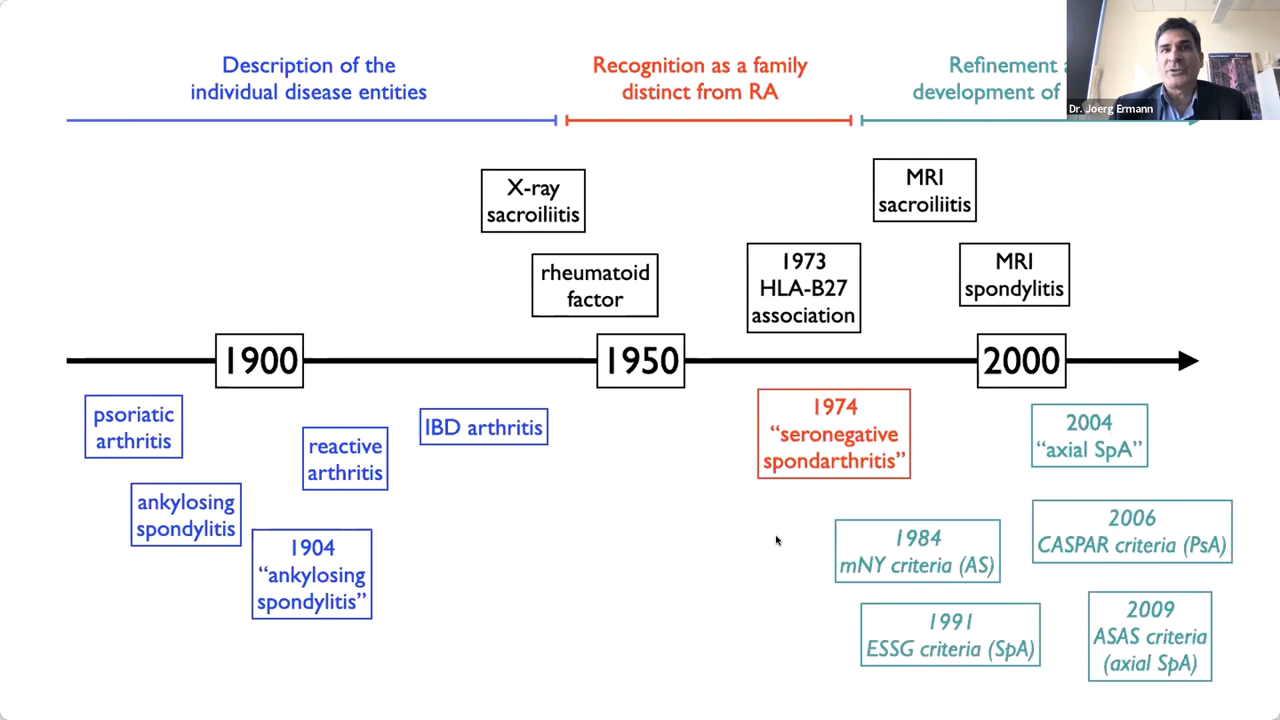 Description of the
individual disease entities
Recognition as a family
distinct from RA
Refinement
development of
Dr. Joerg Ermann
X-ray
sacroiliitis
rheumatoid
factor
1973
HLA-B27
association
MRI
sacroiliitis
MRI
spondylitis
1900
1950
2000
psoriatic
arthritis
ankylosing
spondylitis
1904
“ankylosing
spondylitis”
reactive
arthritis
IBD arthritis
1974
“seronegative
spondarthritis”
1984
mNY criteria (AS)
1991
ESSG criteria (SpA)
2004
“axial SpA”
2006
CASPAR criteria (PsA)
2009
ASAS criteria
(axial SpA)